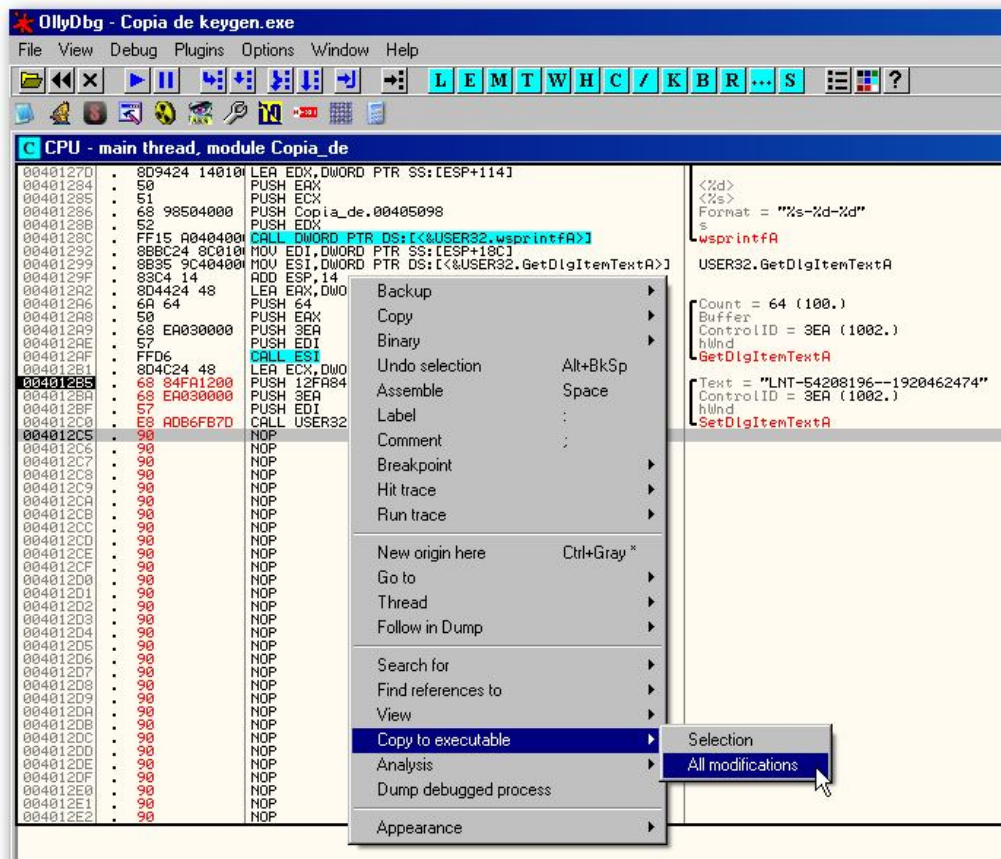 OllyDbg - Copia de keygen.exe
File View Debug Plugins Options Window Help
L E M T W H C / K B R ... S ?
C CPU - main thread, module Copia_de
0040127D . 8D9424 14010 LEA EDX,DWORD PTR SS:[ESP+114]
00401284 . 50 PUSH EAX <%d>
00401285 . 51 PUSH ECX <%s>
00401286 . 68 98504000 PUSH Copia_de.00405098 Format = "%s-%d-%d"
0040128B . 52 PUSH EDX s
0040128C . FF15 A0404000 CALL DWORD PTR DS:[<&USER32.wsprintfA>] wsprintfA
00401292 . 8BBC24 8C010 MOV EDI,DWORD PTR SS:[ESP+18C]
00401299 . 8B35 9C404000 MOV ESI,DWORD PTR DS:[<&USER32.GetDlgItemTextA>] USER32.GetDlgItemTextA
0040129F . 83C4 14 ADD ESP,14
004012A2 . 8D4424 48 LEA EAX,DWO
004012A6 . 6A 64 PUSH 64 Count = 64 (100.)
004012A8 . 50 PUSH EAX Buffer
004012A9 . 68 EA030000 PUSH 3EA ControlID = 3EA (1002.)
004012AE . 57 PUSH EDI hWnd
004012AF . FFD6 CALL ESI GetDlgItemTextA
004012B1 . 8D4C24 48 LEA ECX,DWO
004012B5 . 68 84FA1200 PUSH 12FA84 Text = "LNT-54208196--1920462474"
004012BA . 68 EA030000 PUSH 3EA ControlID = 3EA (1002.)
004012BF . 57 PUSH EDI hWnd
004012C0 . E8 ADB6FB7D CALL USER32 SetDlgItemTextA
004012C5 . 90 NOP
004012C6 . 90 NOP
004012C7 . 90 NOP
004012C8 . 90 NOP
004012C9 . 90 NOP
004012CA . 90 NOP
004012CB . 90 NOP
004012CC . 90 NOP
004012CD . 90 NOP
004012CE . 90 NOP
004012CF . 90 NOP
004012D0 . 90 NOP
004012D1 . 90 NOP
004012D2 . 90 NOP
004012D3 . 90 NOP
004012D4 . 90 NOP
004012D5 . 90 NOP
004012D6 . 90 NOP
004012D7 . 90 NOP
004012D8 . 90 NOP
004012D9 . 90 NOP
004012DA . 90 NOP
004012DB . 90 NOP
004012DC . 90 NOP
004012DD . 90 NOP
004012DE . 90 NOP
004012DF . 90 NOP
004012E0 . 90 NOP
004012E1 . 90 NOP
004012E2 . 90 NOP
Backup
Copy
Binary
Undo selection Alt+BkSp
Assemble Space
Label :
Comment ;
Breakpoint
Hit trace
Run trace
New origin here Ctrl+Gray *
Go to
Thread
Follow in Dump
Search for
Find references to
View
Copy to executable
Analysis
Dump debugged process
Appearance
Selection
All modifications